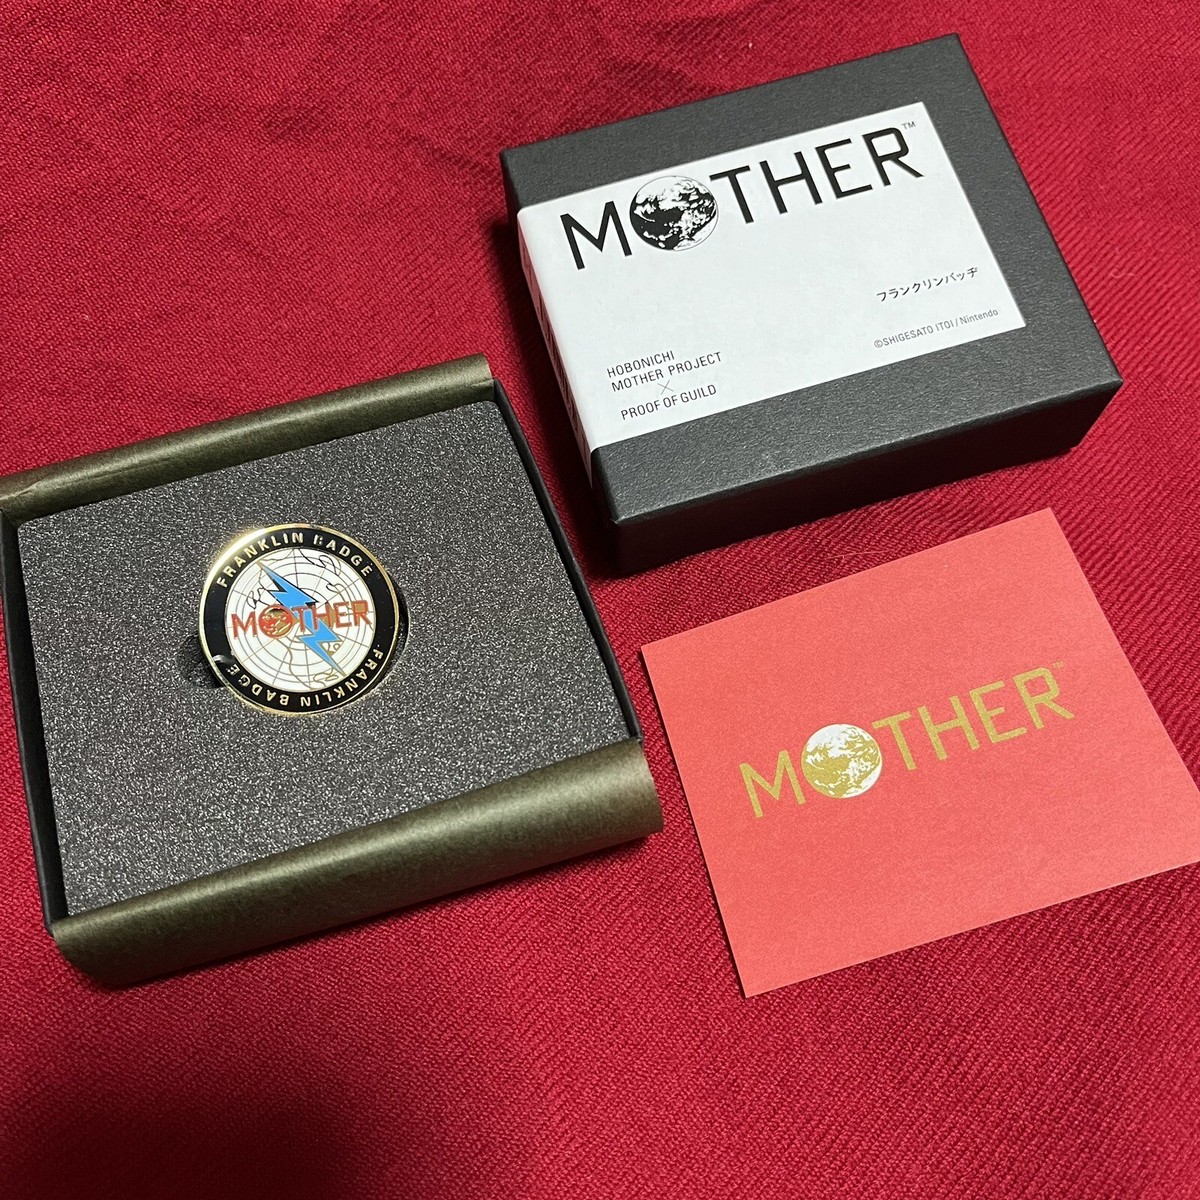 MOTHER™
フランクリンバッヂ
©SHIGESATO ITOI / Nintendo
HOBONICHI
MOTHER PROJECT
×
PROOF OF GUILD
FRANKLIN BADGE
MOTHER
FRANKLIN BADGE
MOTHER™